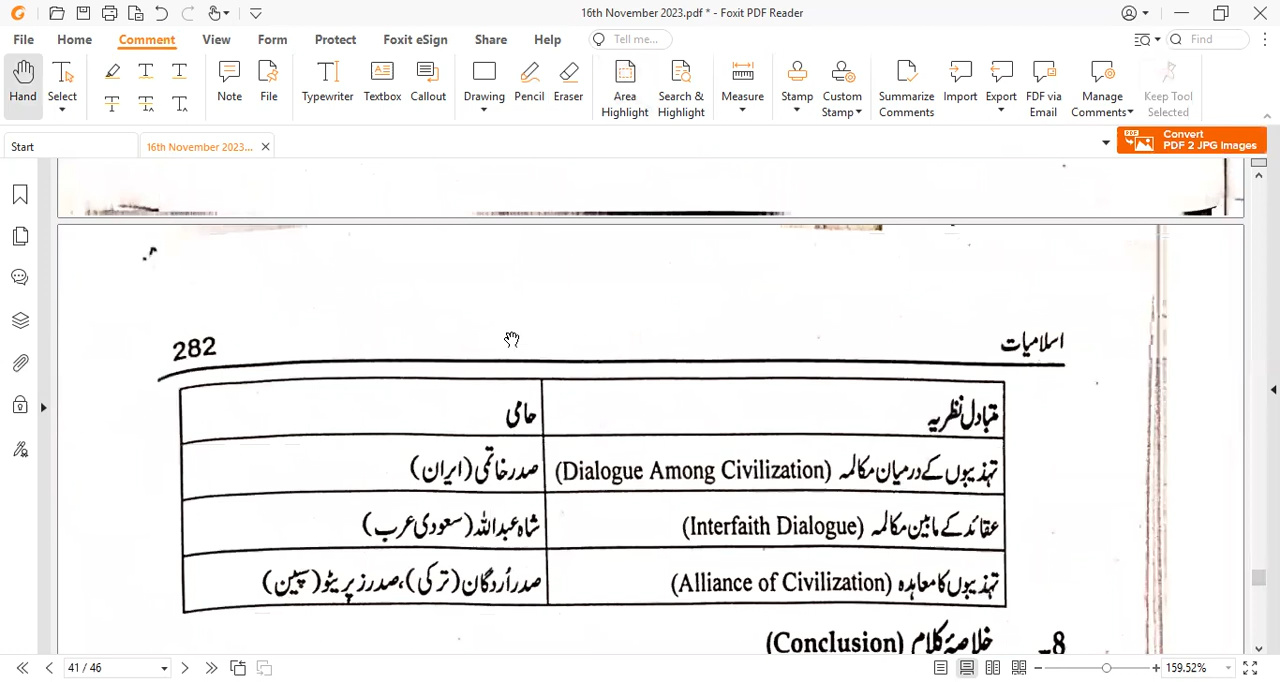 16th November 2023.pdf * - Foxit PDF Reader
File Home Comment View Form Protect Foxit eSign Share Help Tell me... Find
Hand Select Note File Typewriter Textbox Callout Drawing Pencil Eraser Area Highlight Search & Highlight Measure Stamp Custom Stamp Summarize Comments Import Export FDF via Email Manage Comments Keep Tool Selected
Start 16th November 2023...
PDF Convert
PDF 2 JPG Images
282 اسلامیات
متبادل نظریہ حامی
تہذیبوں کے درمیان مکالمہ (Dialogue Among Civilization) صدر خاتمی (ایران)
عقائد کے مابین مکالمہ (Interfaith Dialogue) شاہ عبداللہ (سعودی عرب)
تہذیبوں کا معاہدہ (Alliance of Civilization) صدر اُردگان (ترکی)، صدر زپریٹو (سپین)
8۔ خلاصۂ کلام (Conclusion)
41 / 46 159.52%